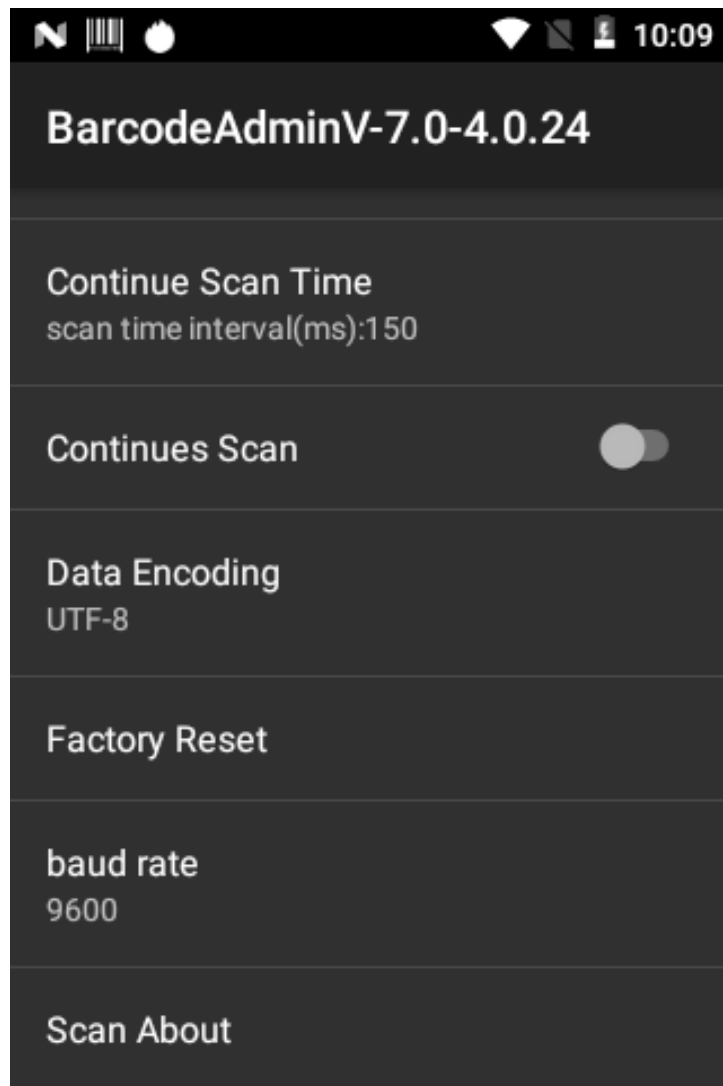 10:09
BarcodeAdminV-7.0-4.0.24
Continue Scan Time
scan time interval(ms):150
Continues Scan
Data Encoding
UTF-8
Factory Reset
baud rate
9600
Scan About